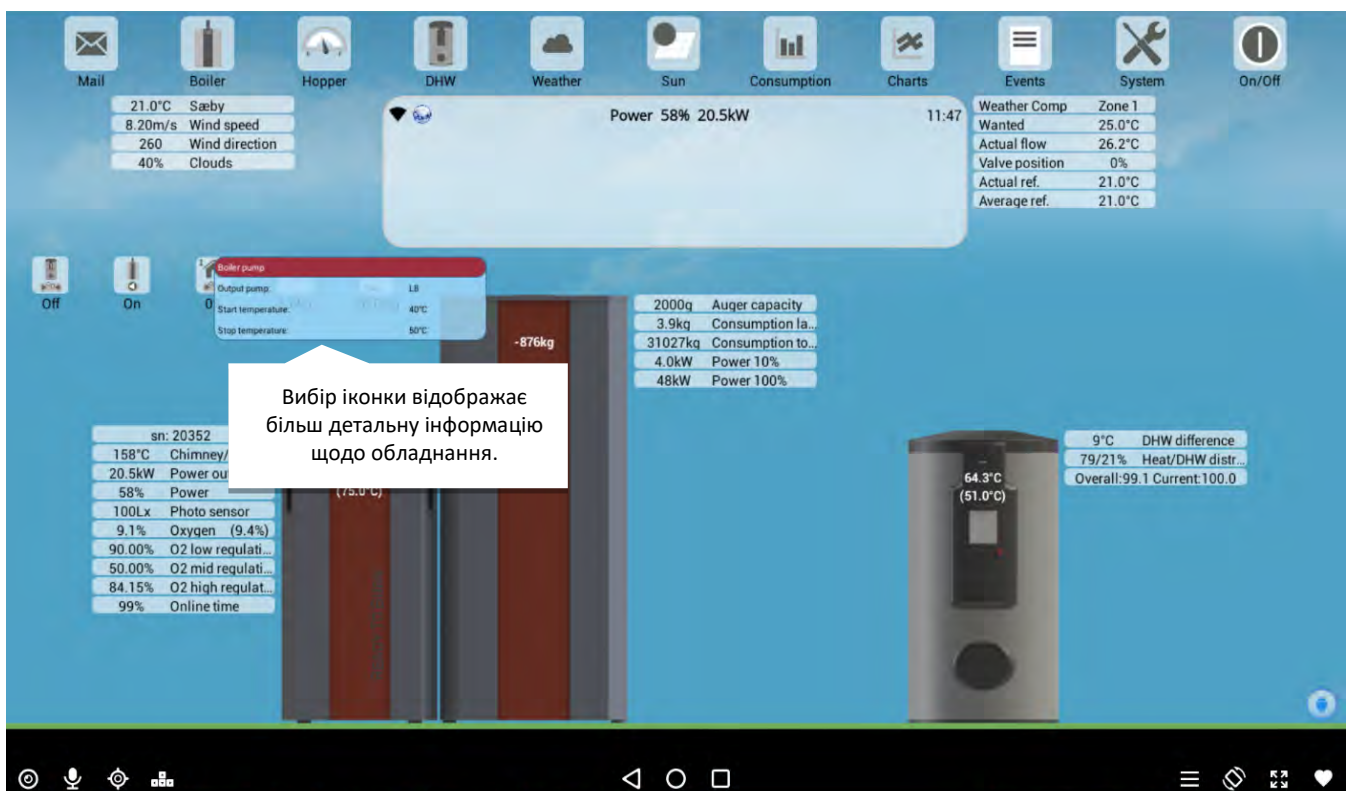 Mail Boiler Hopper DHW Weather Sun Consumption Charts Events System On/Off
21.0°C Sæby
8.20m/s Wind speed
260 Wind direction
40% Clouds
Power 58% 20.5kW 11:47
Weather Comp Zone 1
Wanted 25.0°C
Actual flow 26.2°C
Valve position 0%
Actual ref. 21.0°C
Average ref. 21.0°C
Off On
Boiler pump
Output pump: L8
Start temperature: 40°C
Stop temperature: 50°C
-876kg
2000g Auger capacity
3.9kg Consumption la...
31027kg Consumption to...
4.0kW Power 10%
48kW Power 100%
Вибір іконки відображає
більш детальну інформацію
щодо обладнання.
(75.0°C)
sn: 20352
158°C Chimney/
20.5kW Power ou
58% Power
100Lx Photo sensor
9.1% Oxygen (9.4%)
90.00% O2 low regulati...
50.00% O2 mid regulati...
84.15% O2 high regulat...
99% Online time
64.3°C
(51.0°C)
9°C DHW difference
79/21% Heat/DHW distr...
Overall:99.1 Current:100.0